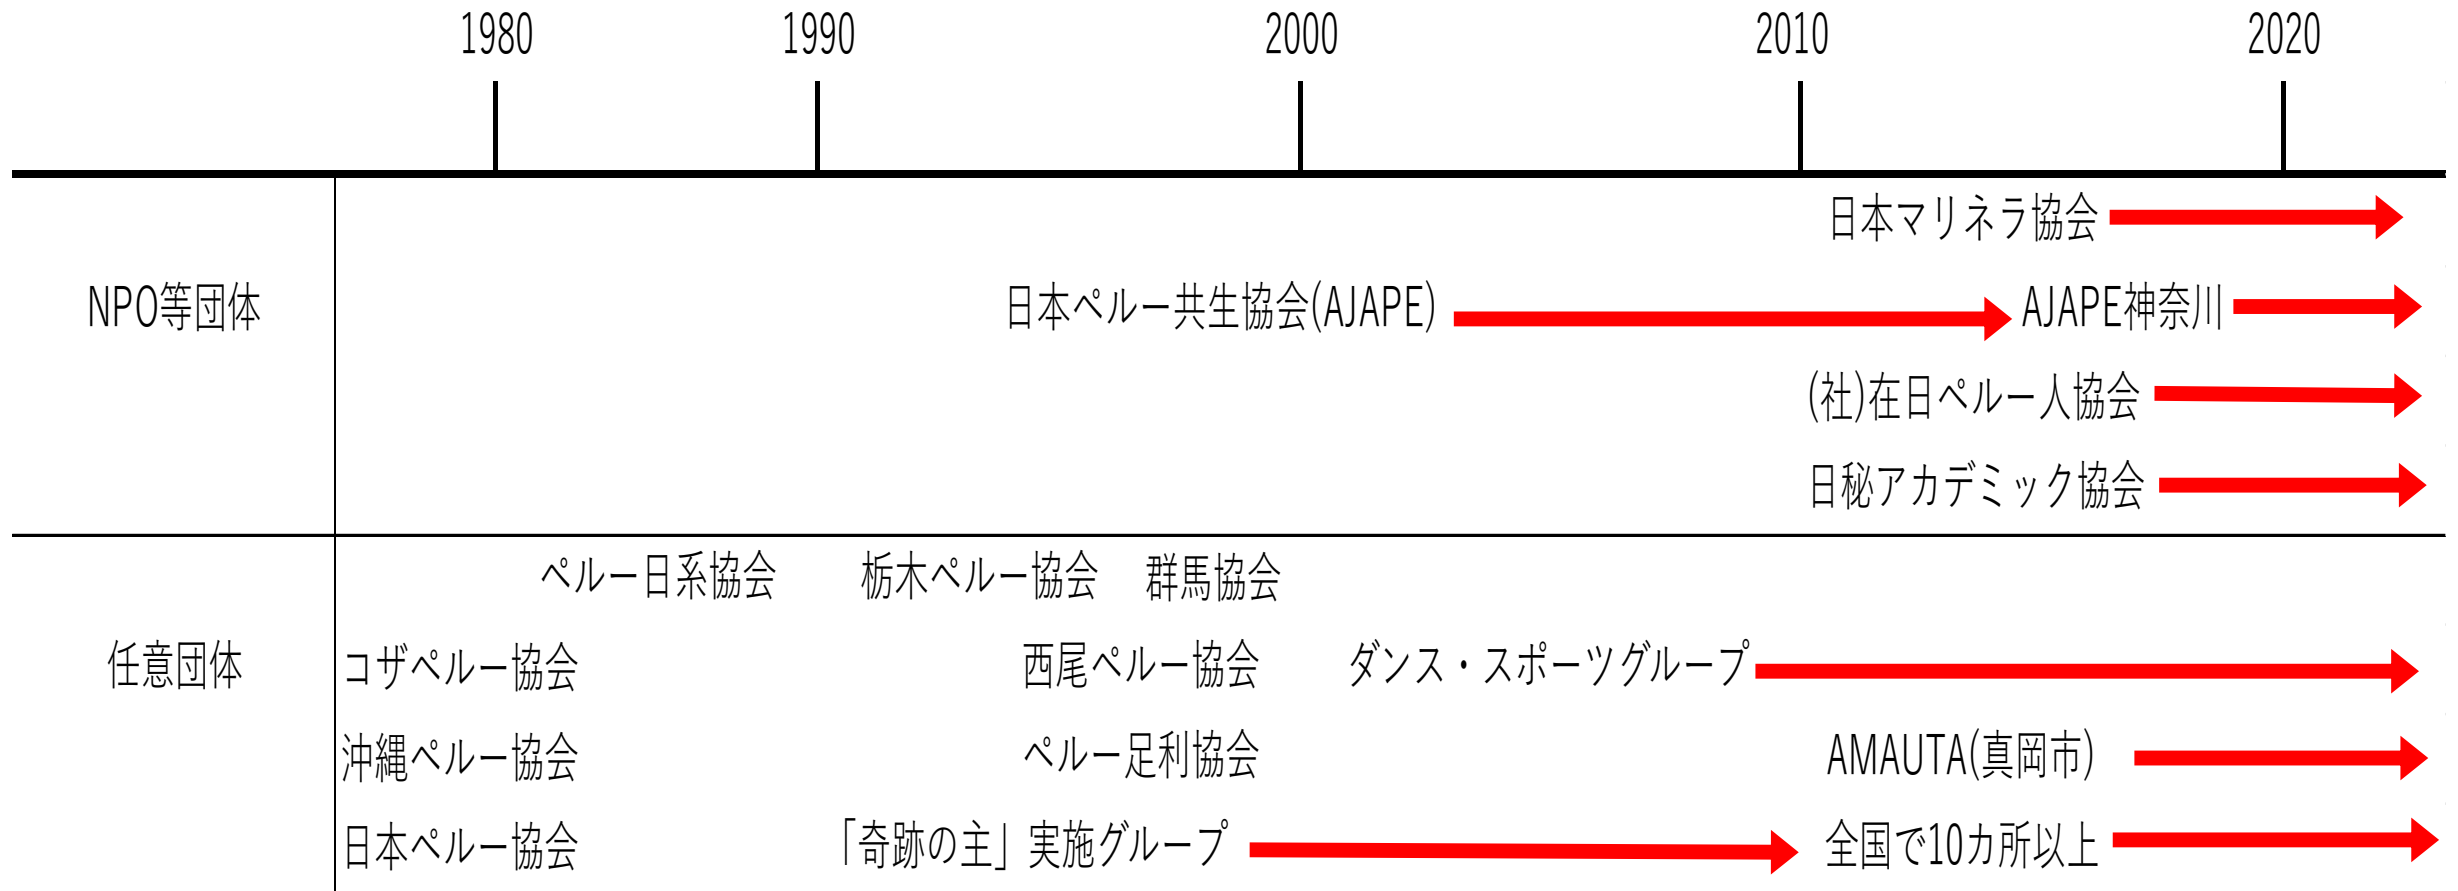 1980 1990 2000 2010 2020
日本マリネラ協会
NPO等団体 日本ペルー共生協会(AJAPE) AJAPE神奈川
(社)在日ペルー人協会
日秘アカデミック協会
ペルー日系協会 栃木ペルー協会 群馬協会
任意団体 コザペルー協会 西尾ペルー協会 ダンス・スポーツグループ
沖縄ペルー協会 ペルー足利協会 AMAUTA(真岡市)
日本ペルー協会 「奇跡の主」実施グループ 全国で10カ所以上